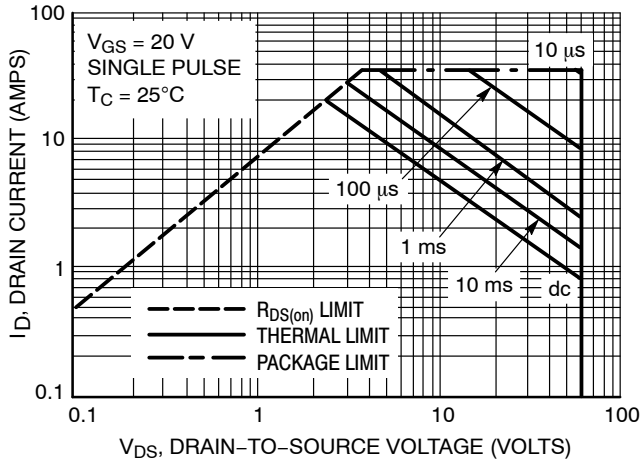 100
V_GS = 20 V
SINGLE PULSE
T_C = 25°C
10 µs
10
100 µs
1 ms
10 ms
dc
1
R_DS(on) LIMIT
THERMAL LIMIT
PACKAGE LIMIT
0.1
0.1 1 10 100
V_DS, DRAIN−TO−SOURCE VOLTAGE (VOLTS)
I_D, DRAIN CURRENT (AMPS)